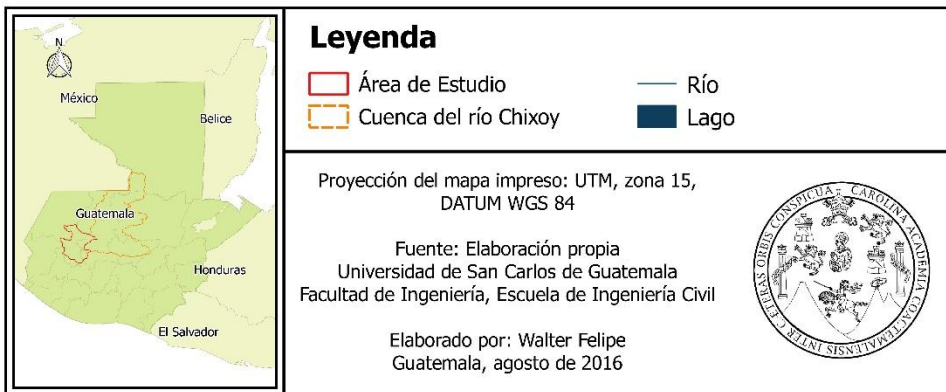 N
México
Belice
Guatemala
Honduras
El Salvador
Leyenda
Área de Estudio
Cuenca del río Chixoy
Río
Lago
Proyección del mapa impreso: UTM, zona 15,
DATUM WGS 84
Fuente: Elaboración propia
Universidad de San Carlos de Guatemala
Facultad de Ingeniería, Escuela de Ingeniería Civil
Elaborado por: Walter Felipe
Guatemala, agosto de 2016
CAROLINA ACADEMIA COACTEMALENSIS INTER CETERAS ORBIS CONSPICUA